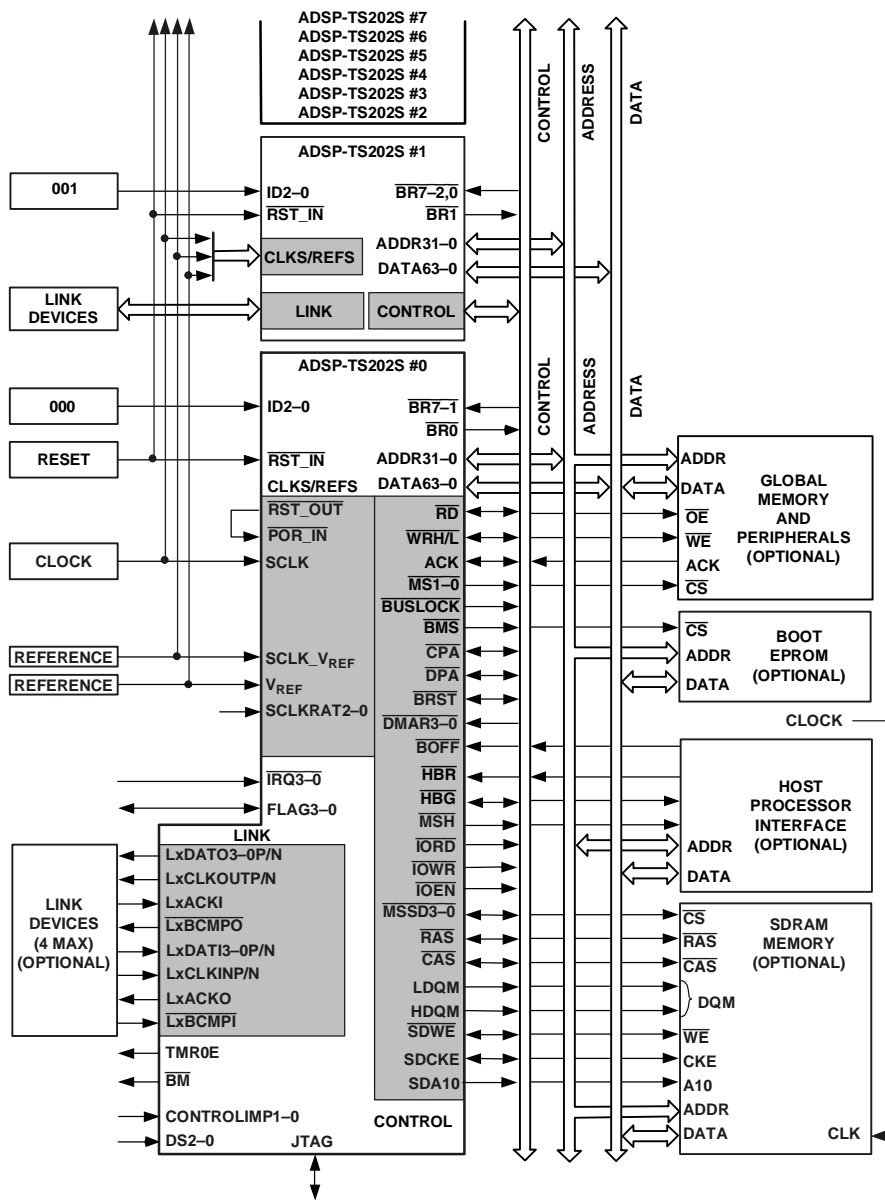 ADSP-TS202S #7
ADSP-TS202S #6
ADSP-TS202S #5
ADSP-TS202S #4
ADSP-TS202S #3
ADSP-TS202S #2
CONTROL
ADDRESS
DATA
ADSP-TS202S #1
001
ID2–0
BR7–2,0
RST_IN
BR1
ADDR31–0
CLKS/REFS
DATA63–0
LINK
DEVICES
LINK
CONTROL
ADSP-TS202S #0
CONTROL
ADDRESS
DATA
000
ID2–0
BR7–1
BR0
RESET
RST_IN
ADDR31–0
CLKS/REFS
DATA63–0
RST_OUT
RD
POR_IN
WRH/L
CLOCK
SCLK
ACK
MS1–0
BUSLOCK
BMS
REFERENCE
SCLK_VREF
CPA
REFERENCE
VREF
DPA
SCLKRAT2–0
BRST
DMAR3–0
BOFF
IRQ3–0
HBR
FLAG3–0
HBG
MSH
IORD
IOWR
IOEN
MSSD3–0
RAS
CAS
LDQM
HDQM
SDWE
SDCKE
SDA10
CONTROL
LINK
LINK
DEVICES
(4 MAX)
(OPTIONAL)
LxDATO3–0P/N
LxCLKOUTP/N
LxACKI
LxBCMPO
LxDATI3–0P/N
LxCLKINP/N
LxACKO
LxBCMPI
TMR0E
BM
CONTROLIMP1–0
DS2–0
JTAG
ADDR
DATA
OE
WE
ACK
CS
GLOBAL
MEMORY
AND
PERIPHERALS
(OPTIONAL)
CS
ADDR
DATA
BOOT
EPROM
(OPTIONAL)
CLOCK
HOST
PROCESSOR
INTERFACE
(OPTIONAL)
ADDR
DATA
SDRAM
MEMORY
(OPTIONAL)
CS
RAS
CAS
DQM
WE
CKE
A10
ADDR
DATA
CLK